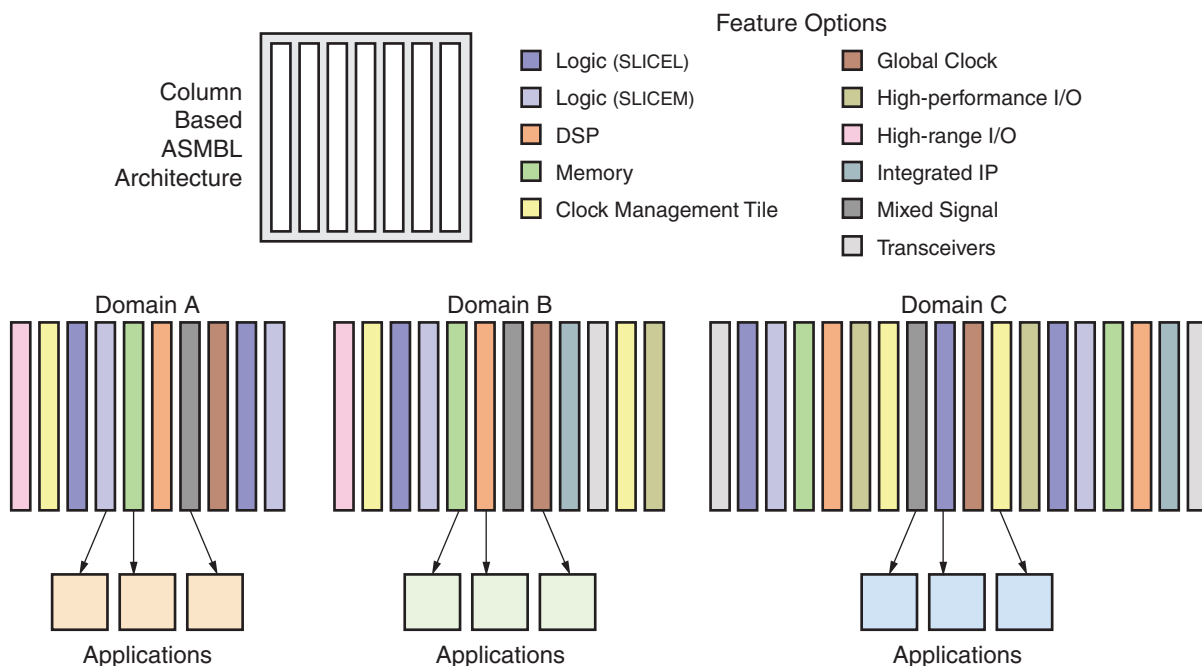 Feature Options
Column
Based
ASMBL
Architecture
Logic (SLICEL)
Logic (SLICEM)
DSP
Memory
Clock Management Tile
Global Clock
High-performance I/O
High-range I/O
Integrated IP
Mixed Signal
Transceivers
Domain A
Domain B
Domain C
Applications
Applications
Applications